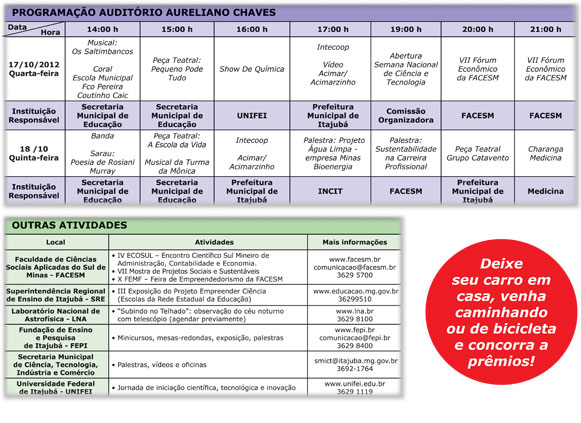 PROGRAMAÇÃO AUDITÓRIO AURELIANO CHAVES
Data Hora 14:00 h 15:00 h 16:00 h 17:00 h 19:00 h 20:00 h 21:00 h
17/10/2012
Quarta-feira
Musical:
Os Saltimbancos
Coral
Escola Municipal
Fco Pereira
Coutinho Caic
Peça Teatral:
Pequeno Pode
Tudo
Show De Química
Intecoop
Vídeo
Acimar/
Acimarzinho
Abertura
Semana Nacional
de Ciência e
Tecnologia
VII Fórum
Econômico
da FACESM
VII Fórum
Econômico
da FACESM
Instituição
Responsável
Secretaria
Municipal de
Educação
Secretaria
Municipal de
Educação
UNIFEI
Prefeitura
Municipal de
Itajubá
Comissão
Organizadora
FACESM
FACESM
18 /10
Quinta-feira
Banda
Sarau:
Poesia de Rosiani
Murray
Peça Teatral:
A Escola da Vida
Musical da Turma
da Mônica
Intecoop
Acimar/
Acimarzinho
Palestra: Projeto
Água Limpa -
empresa Minas
Bioenergia
Palestra:
Sustentabilidade
na Carreira
Profissional
Peça Teatral
Grupo Catavento
Charanga
Medicina
Instituição
Responsável
Secretaria
Municipal de
Educação
Secretaria
Municipal de
Educação
Prefeitura
Municipal de
Itajubá
INCIT
FACESM
Prefeitura
Municipal de
Itajubá
Medicina
OUTRAS ATIVIDADES
Local Atividades Mais informações
Faculdade de Ciências
Sociais Aplicadas do Sul de
Minas - FACESM
• IV ECOSUL – Encontro Científico Sul Mineiro de
Administração, Contabilidade e Economia.
• VII Mostra de Projetos Sociais e Sustentáveis
• X FEMF – Feira de Empreendedorismo da FACESM
www.facesm.br
comunicacao@facesm.br
3629 5700
Superintendência Regional
de Ensino de Itajubá - SRE
• III Exposição do Projeto Empreender Ciência
(Escolas da Rede Estadual da Educação)
www.educacao.mg.gov.br
36299510
Laboratório Nacional de
Astrofísica - LNA
• “Subindo no Telhado”: observação do céu noturno
com telescópio (agendar previamente)
www.lna.br
3629 8100
Fundação de Ensino
e Pesquisa
de Itajubá - FEPI
• Minicursos, mesas-redondas, exposição, palestras
www.fepi.br
comunicacao@fepi.br
3629 8400
Secretaria Municipal
de Ciência, Tecnologia,
Indústria e Comércio
• Palestras, vídeos e oficinas
smict@itajuba.mg.gov.br
3692-1764
Universidade Federal
de Itajubá - UNIFEI
• Jornada de iniciação científica, tecnológica e inovação
www.unifei.edu.br
3629 1119
Deixe
seu carro em
casa, venha
caminhando
ou de bicicleta
e concorra a
prêmios!